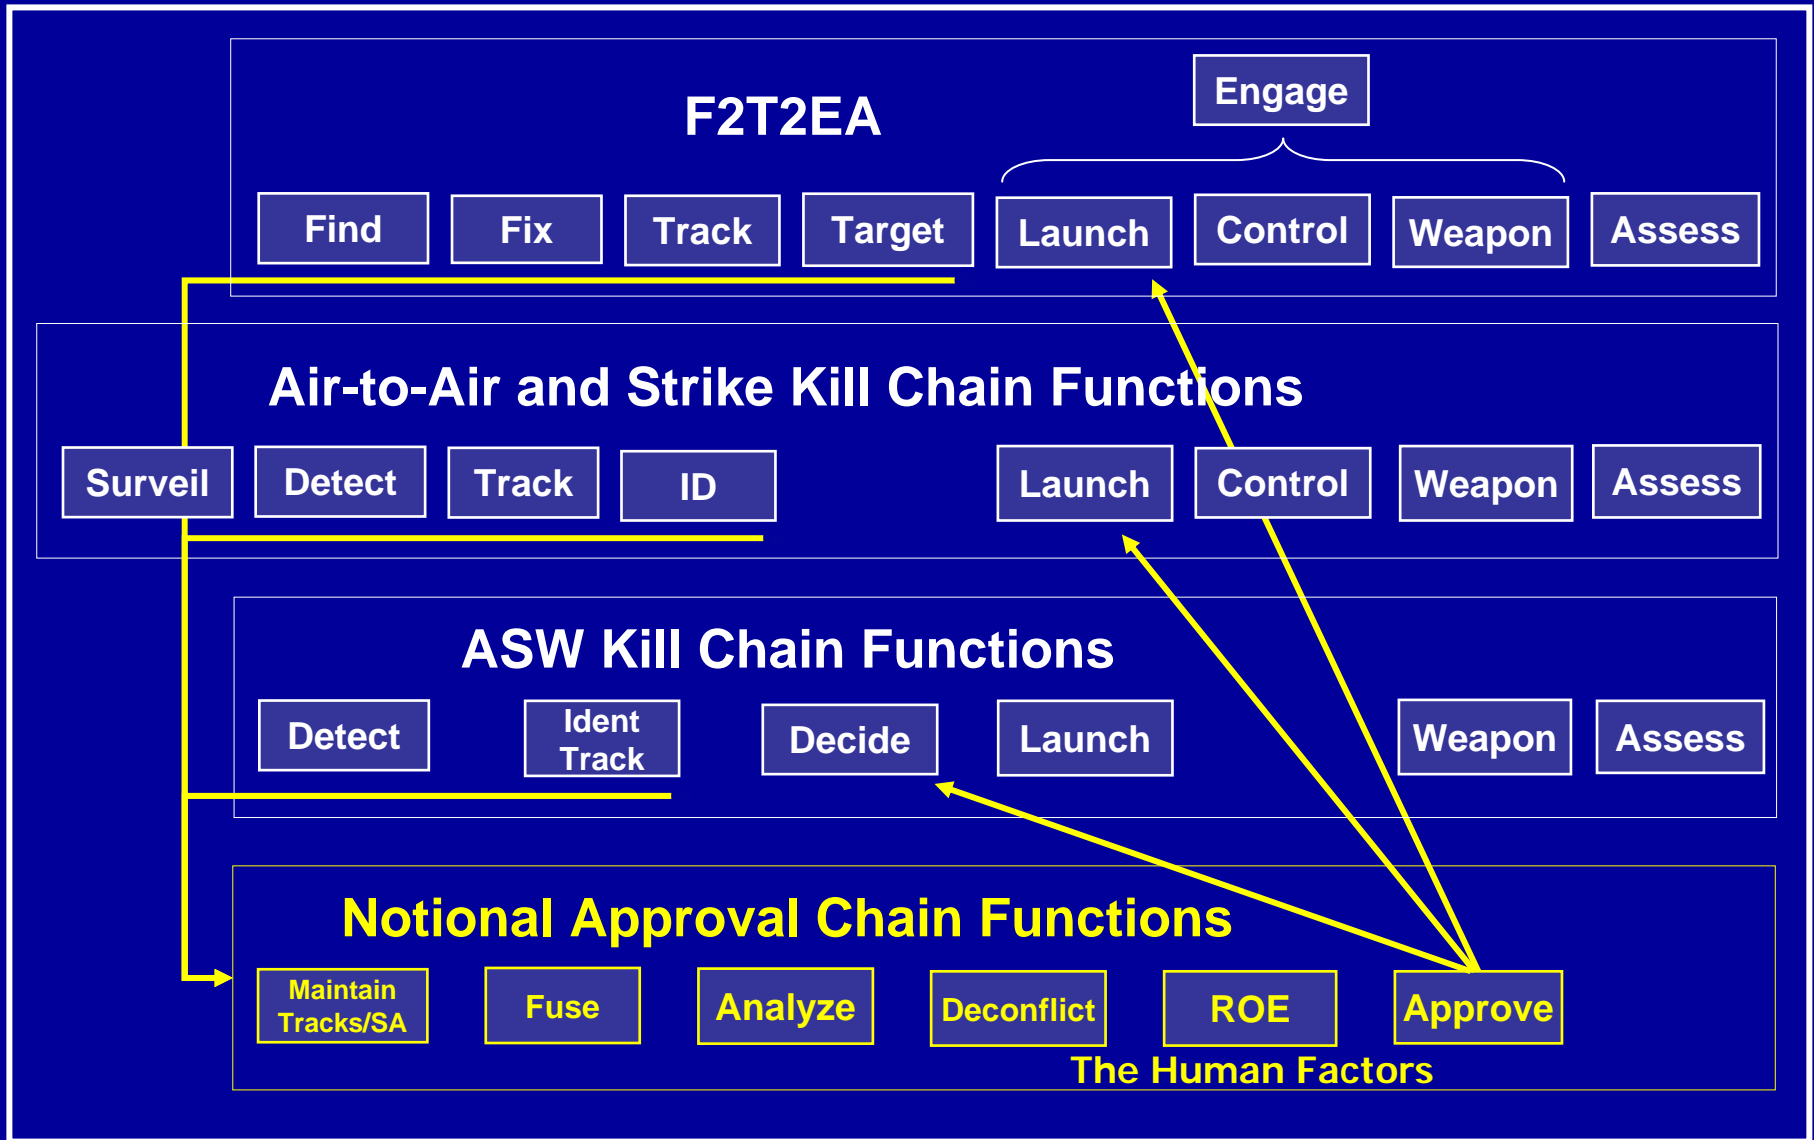 F2T2EA
Engage
Find
Fix
Track
Target
Launch
Control
Weapon
Assess
Air-to-Air and Strike Kill Chain Functions
Surveil
Detect
Track
ID
Launch
Control
Weapon
Assess
ASW Kill Chain Functions
Detect
Ident
Track
Decide
Launch
Weapon
Assess
Notional Approval Chain Functions
Maintain
Tracks/SA
Fuse
Analyze
Deconflict
ROE
Approve
The Human Factors